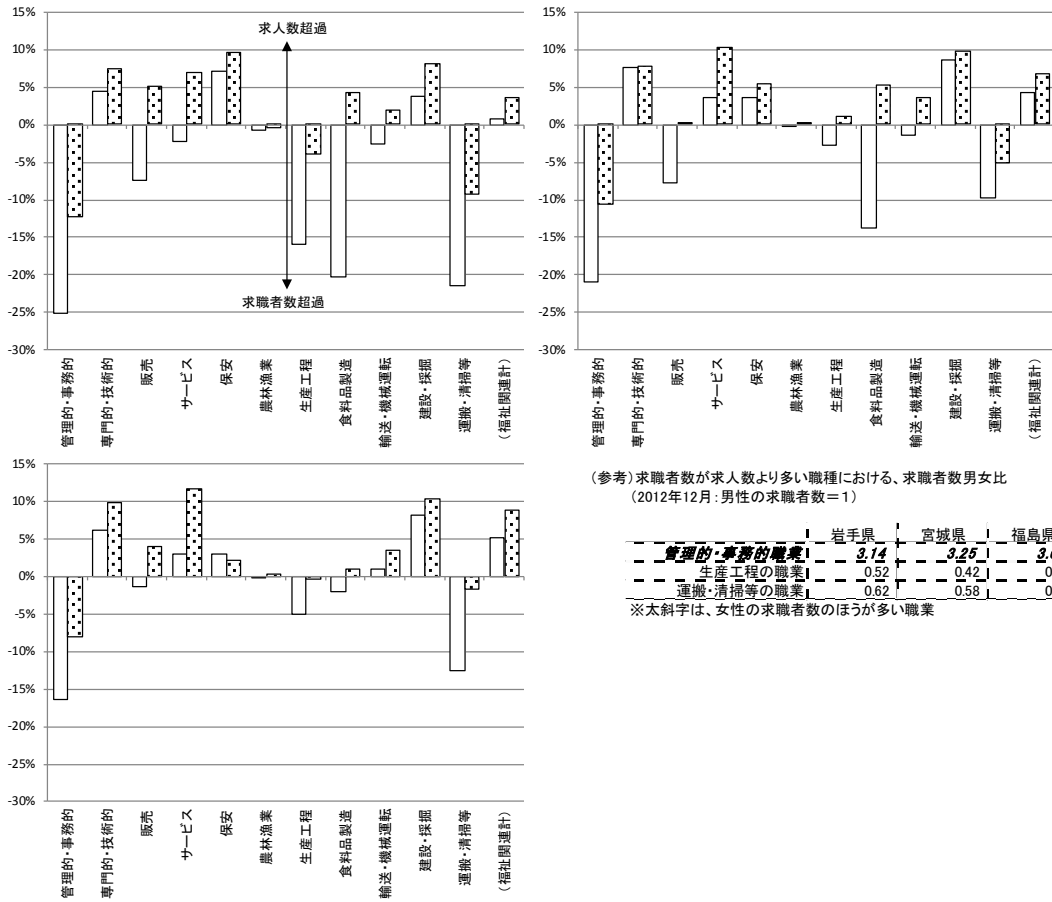 15%
10%
5%
0%
-5%
-10%
-15%
-20%
-25%
-30%
求人数超過
求職者数超過
管理的・事務的
専門的・技術的
販売
サービス
保安
農林漁業
生産工程
食料品製造
輸送・機械運転
建設・採掘
運搬・清掃等
（福祉関連計）
15%
10%
5%
0%
-5%
-10%
-15%
-20%
-25%
-30%
管理的・事務的
専門的・技術的
販売
サービス
保安
農林漁業
生産工程
食料品製造
輸送・機械運転
建設・採掘
運搬・清掃等
（福祉関連計）
15%
10%
5%
0%
-5%
-10%
-15%
-20%
-25%
-30%
管理的・事務的
専門的・技術的
販売
サービス
保安
農林漁業
生産工程
食料品製造
輸送・機械運転
建設・採掘
運搬・清掃等
（福祉関連計）
（参考）求職者数が求人数より多い職種における、求職者数男女比
（2012年12月：男性の求職者数＝1）
岩手県 宮城県 福島県
管理的・事務的職業 3.14 3.25
生産工程の職業 0.52 0.42
運搬・清掃等の職業 0.62 0.58
※太斜字は、女性の求職者数のほうが多い職業